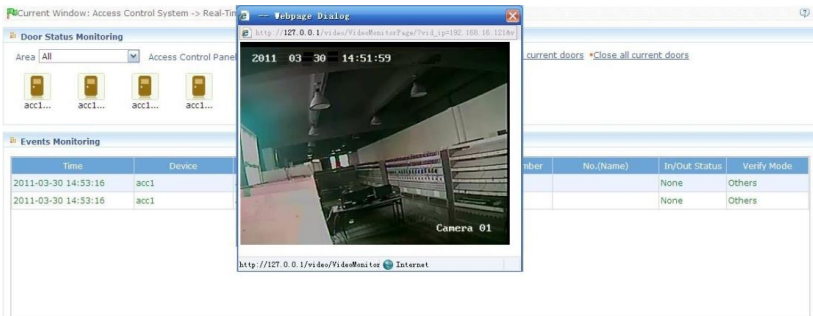 Current Window: Access Control System -> Real-Tim
Door Status Monitoring
Area All Access Control Panel
current doors *Close all current doors
acc1... acc1... acc1... acc1...
-- Webpage Dialog
http://127.0.0.1/video/VideoMonitorPage/?vid_ip=192.168.16.121&v
2011 03 30 14:51:59
Camera 01
http://127.0.0.1/video/VideoMonitor Internet
Events Monitoring
Time Device mber No.(Name) In/Out Status Verify Mode
2011-03-30 14:53:16 acc1 None Others
2011-03-30 14:53:16 acc1 None Others